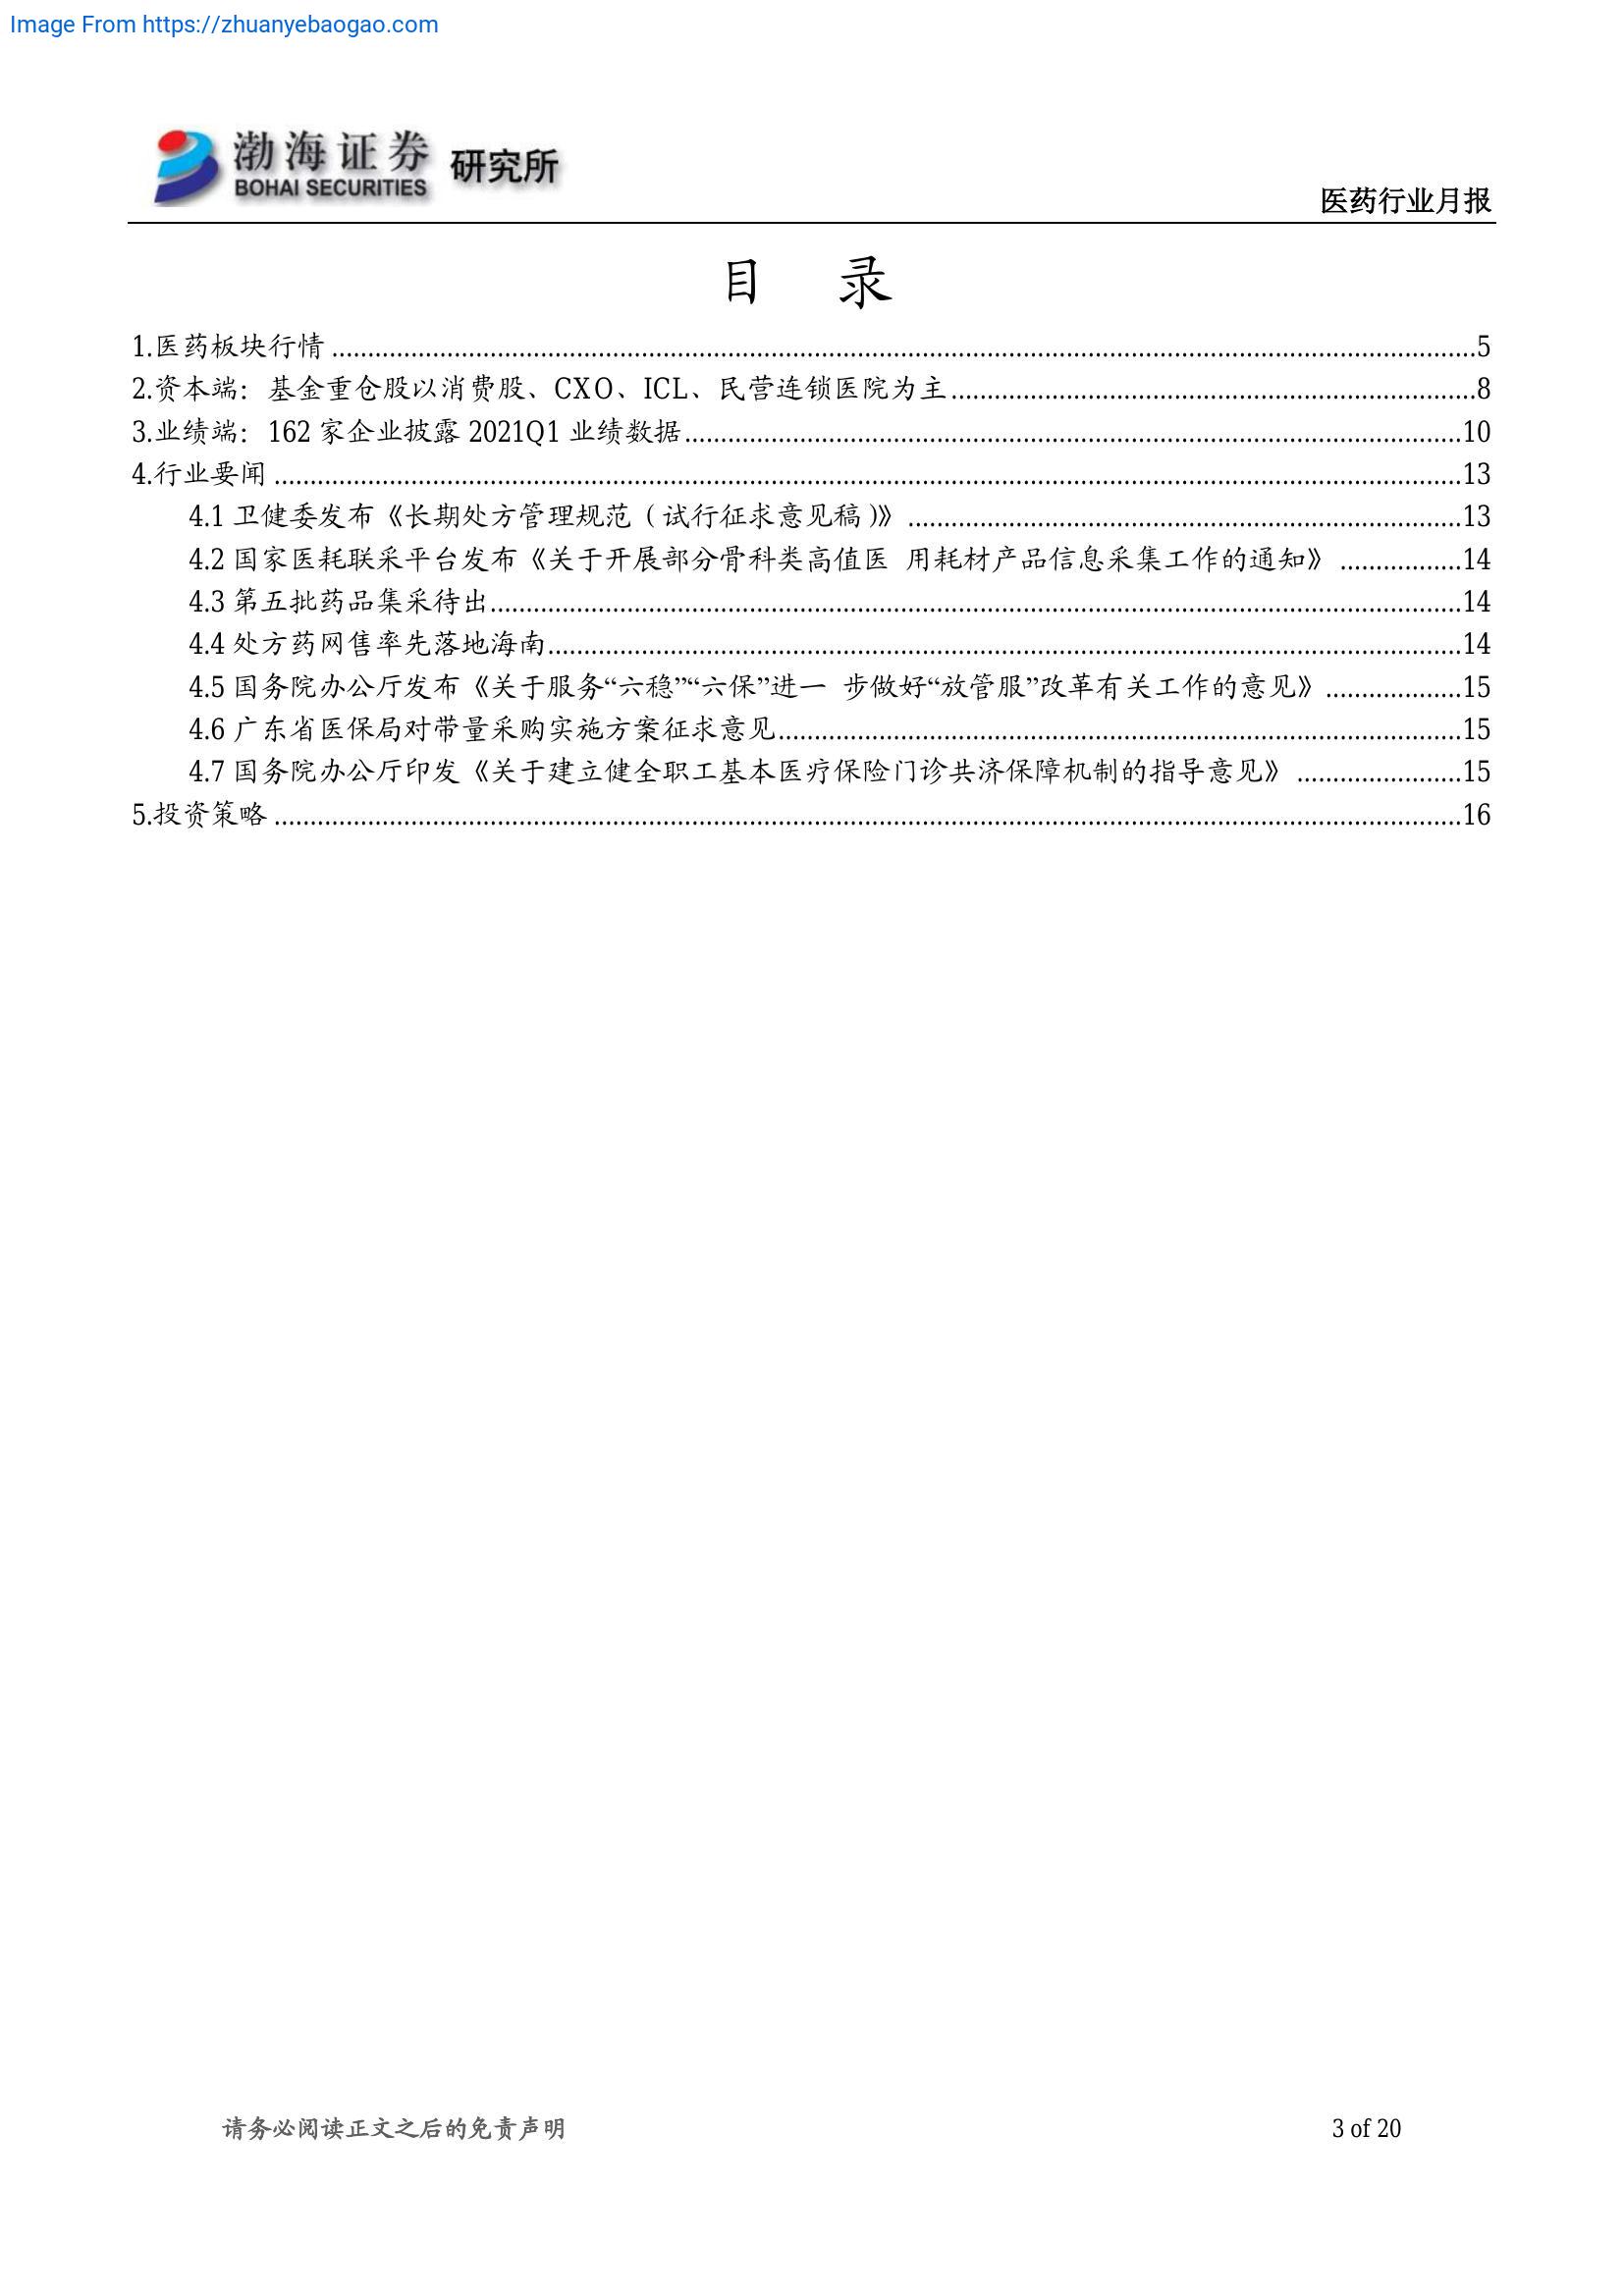 Image From https://zhuanyebaogao.com
渤海证券 研究所
BOHAI SECURITIES
医药行业月报
目 录
1.医药板块行情 ........ 5
2.资本端：基金重仓股以消费股、CXO、ICL、民营连锁医院为主 ........ 8
3.业绩端：162 家企业披露 2021Q1 业绩数据 ........ 10
4.行业要闻 ........ 13
4.1 卫健委发布《长期处方管理规范（试行征求意见稿）》 ........ 13
4.2 国家医耗联采平台发布《关于开展部分骨科类高值医 用耗材产品信息采集工作的通知》 ........ 14
4.3 第五批药品集采待出 ........ 14
4.4 处方药网售率先落地海南 ........ 14
4.5 国务院办公厅发布《关于服务“六稳”“六保”进一 步做好“放管服”改革有关工作的意见》 ........ 15
4.6 广东省医保局对带量采购实施方案征求意见 ........ 15
4.7 国务院办公厅印发《关于建立健全职工基本医疗保险门诊共济保障机制的指导意见》 ........ 15
5.投资策略 ........ 16
请务必阅读正文之后的免责声明
3 of 20